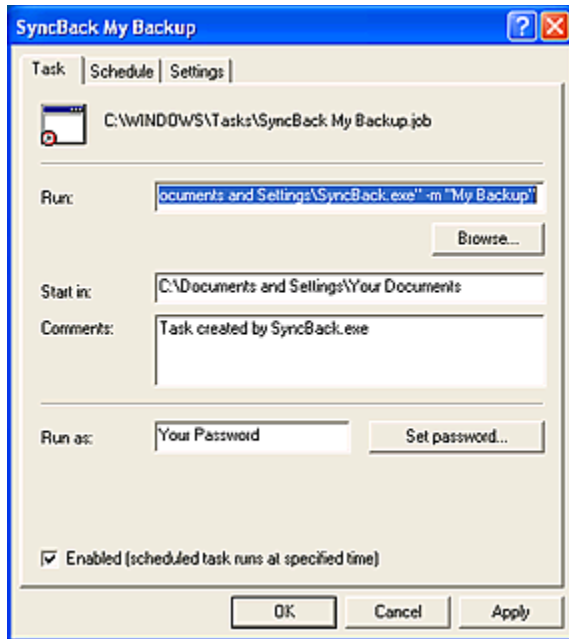 SyncBack My Backup
Task Schedule Settings
C:\WINDOWS\Tasks\SyncBack My Backup.job
Run: ocuments and Settings\SyncBack.exe" -m "My Backup"
Browse...
Start in: C:\Documents and Settings\Your Documents
Comments: Task created by SyncBack.exe
Run as: Your Password Set password...
Enabled (scheduled task runs at specified time)
OK Cancel Apply